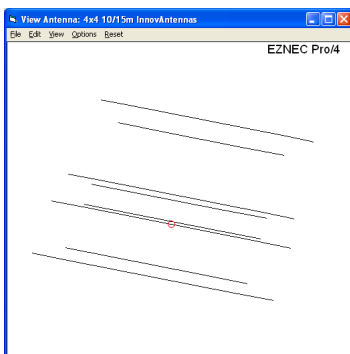 View Antenna: 4x4 10/15m InnovAntennas
File Edit View Options Reset
EZNEC Pro/4